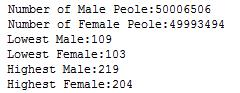 Number of Male Peole:50006506
Number of Female Peole:49993494
Lowest Male:109
Lowest Female:103
Highest Male:219
Highest Female:204